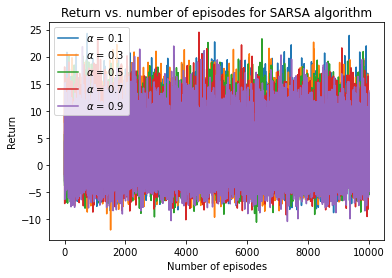 Return vs. number of episodes for SARSA algorithm
25
20
15
10
5
0
−5
−10
Return
α = 0.1
α = 0.3
α = 0.5
α = 0.7
α = 0.9
0 2000 4000 6000 8000 10000
Number of episodes